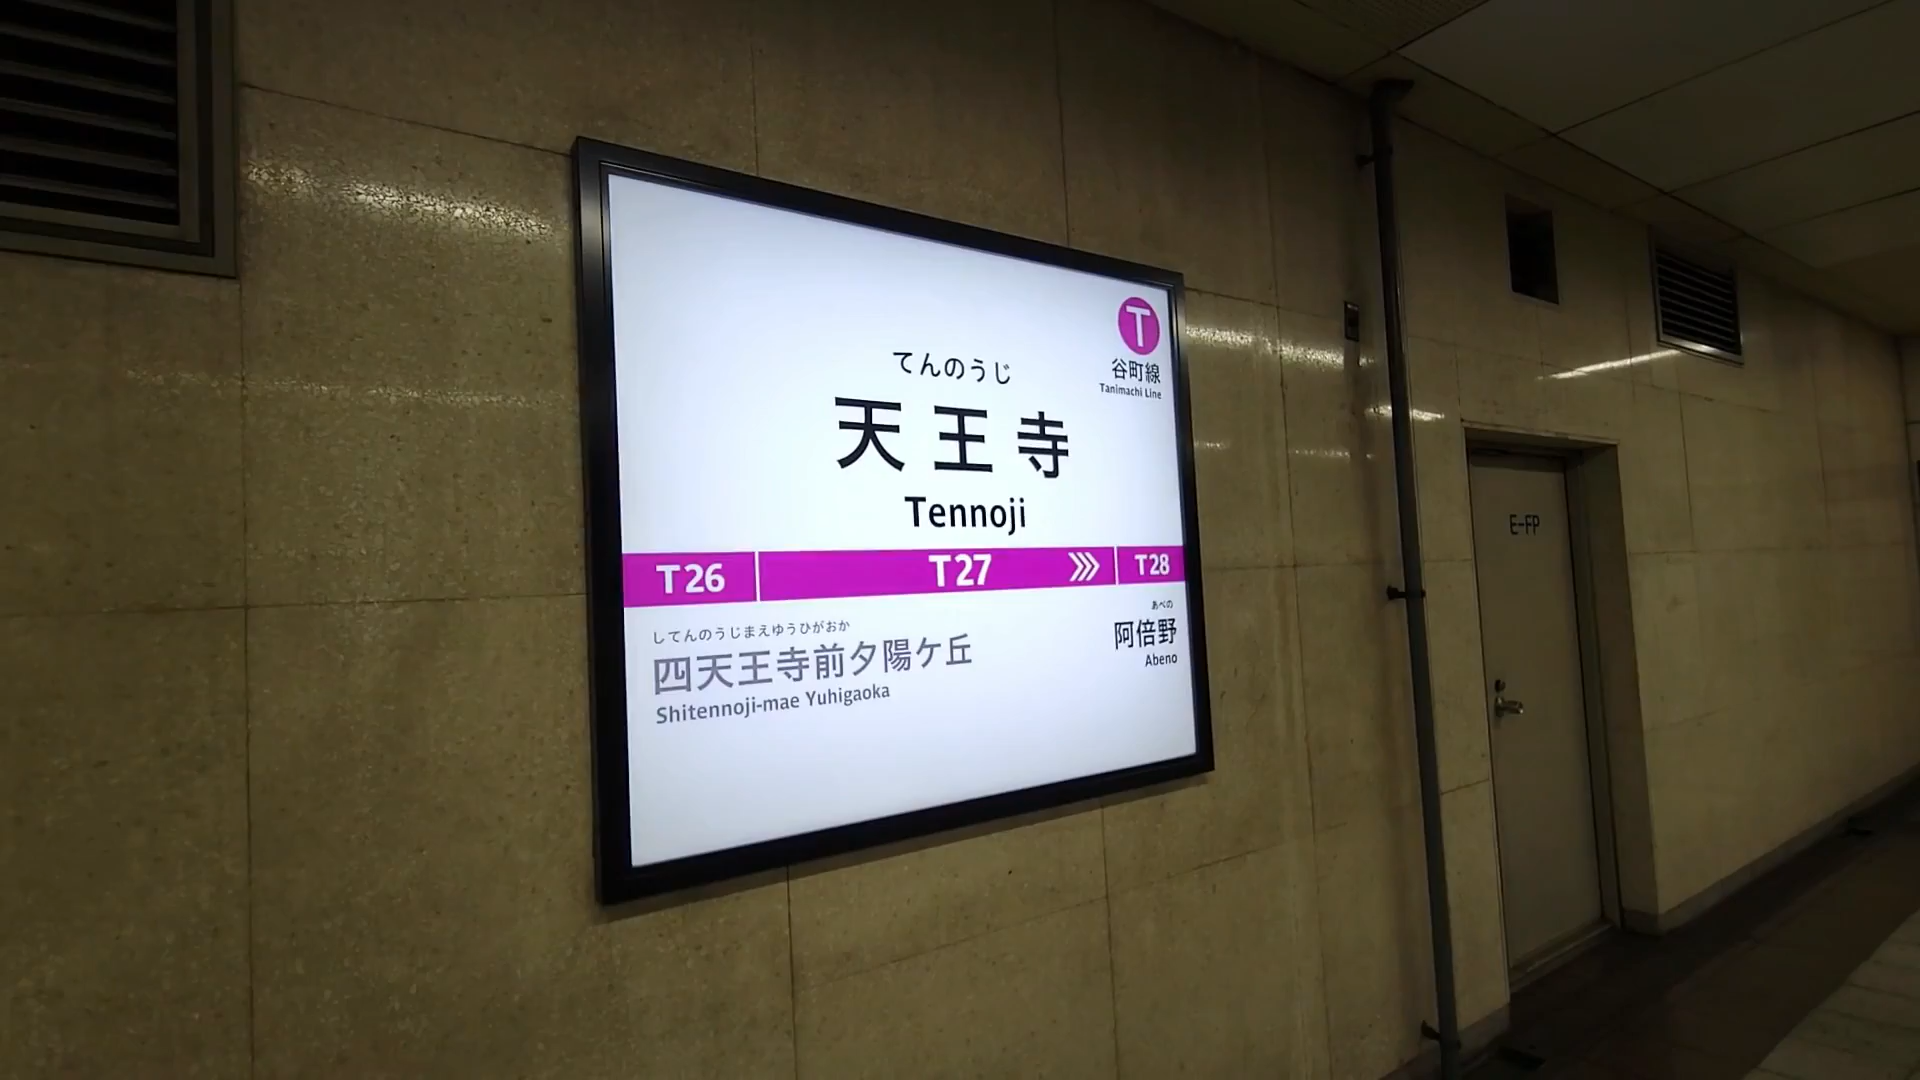 T
谷町線
Tanimachi Line
てんのうじ
天王寺
Tennoji
T26 T27 T28
してんのうじまえゆうひがおか
四天王寺前夕陽ケ丘
Shitennoji-mae Yuhigaoka
あべの
阿倍野
Abeno
E-FP